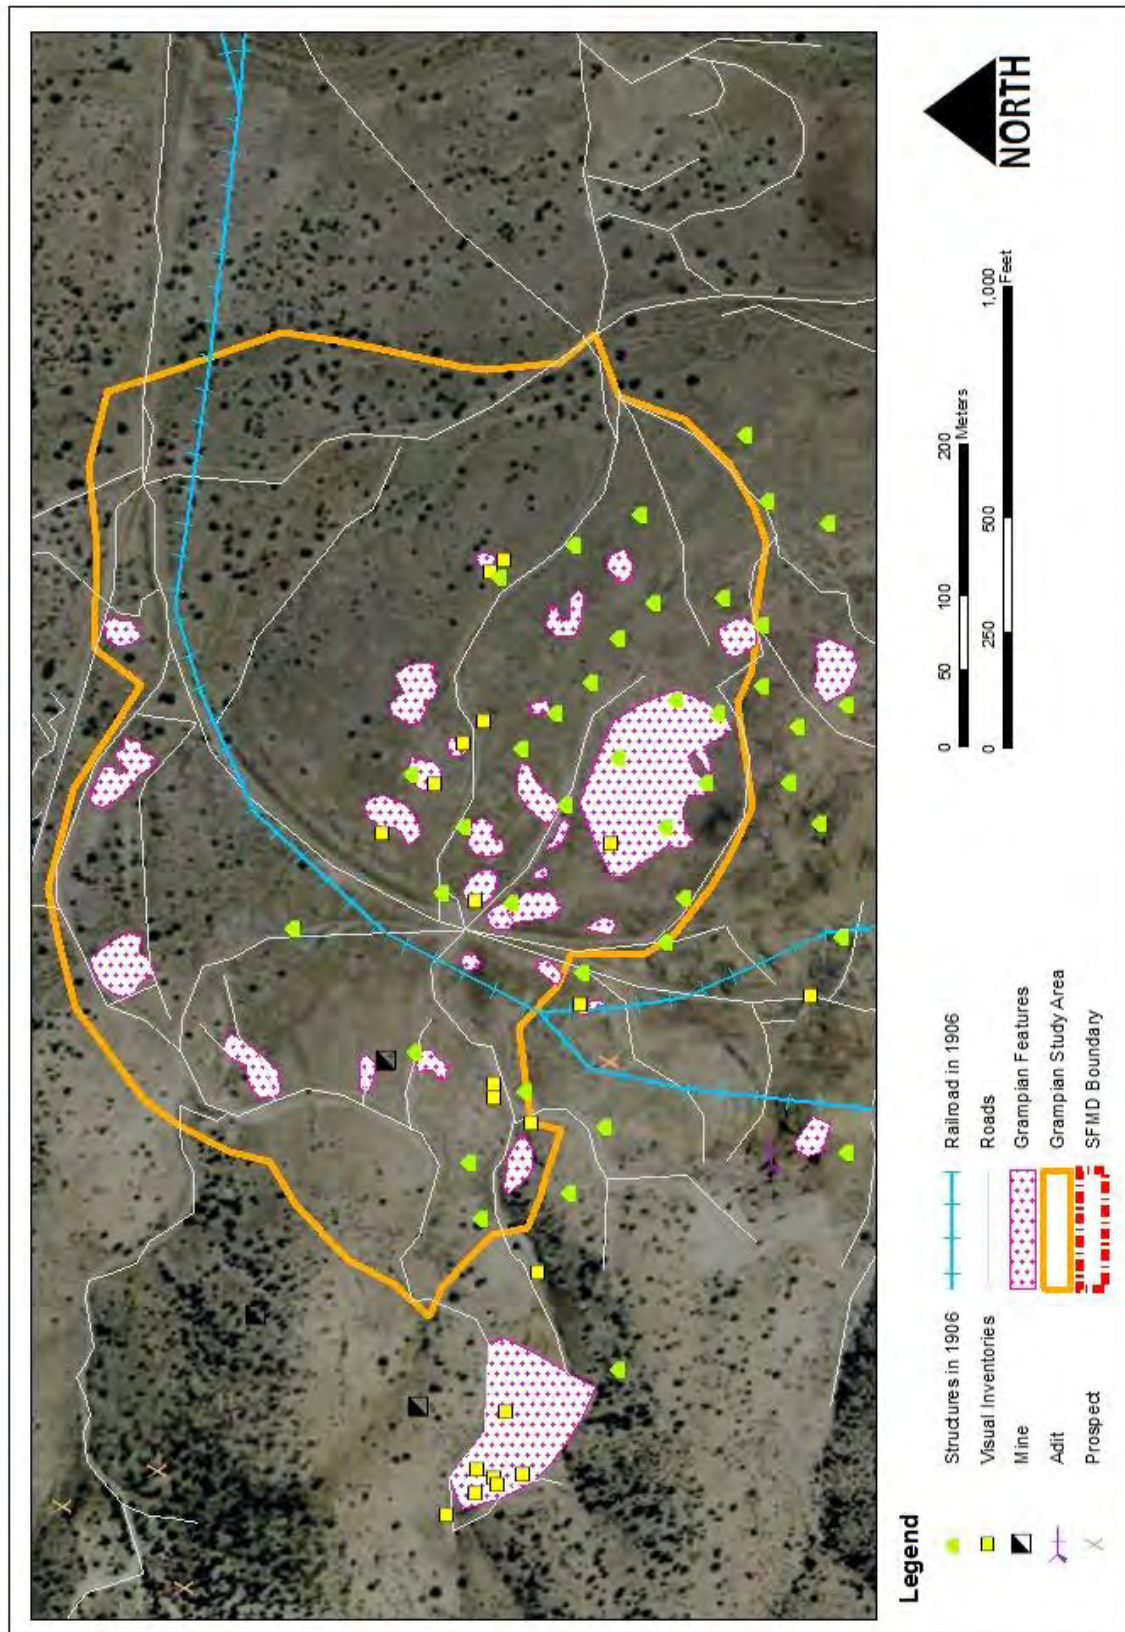 Legend
Structures in 1906
Visual Inventories
Mine
Adit
Prospect
Railroad in 1906
Roads
Grampian Features
Grampian Study Area
SFMD Boundary
0 50 100 200
Meters
0 250 500 1,000
Feet
NORTH